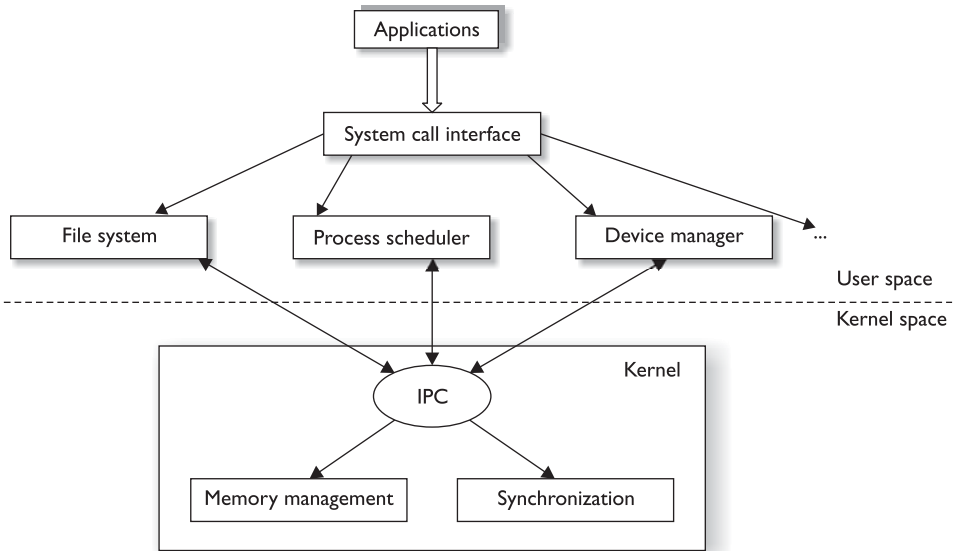 Applications
System call interface
File system
Process scheduler
Device manager
...
User space
Kernel space
Kernel
IPC
Memory management
Synchronization